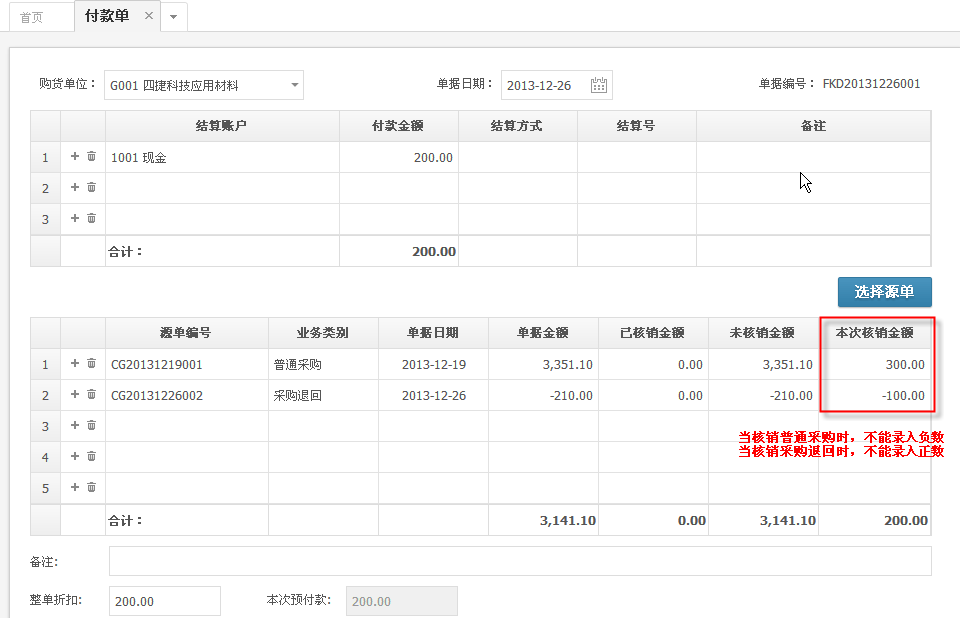 首页 付款单
购货单位： G001 四捷科技应用材料 单据日期： 2013-12-26 单据编号： FKD20131226001
结算账户 付款金额 结算方式 结算号 备注
1 1001 现金 200.00
2
3
合计： 200.00
选择源单
源单编号 业务类别 单据日期 单据金额 已核销金额 未核销金额 本次核销金额
1 CG20131219001 普通采购 2013-12-19 3,351.10 0.00 3,351.10 300.00
2 CG20131226002 采购退回 2013-12-26 -210.00 0.00 -210.00 -100.00
3
当核销普通采购时，不能录入负数
当核销采购退回时，不能录入正数
4
5
合计： 3,141.10 0.00 3,141.10 200.00
备注:
整单折扣: 200.00 本次预付款: 200.00